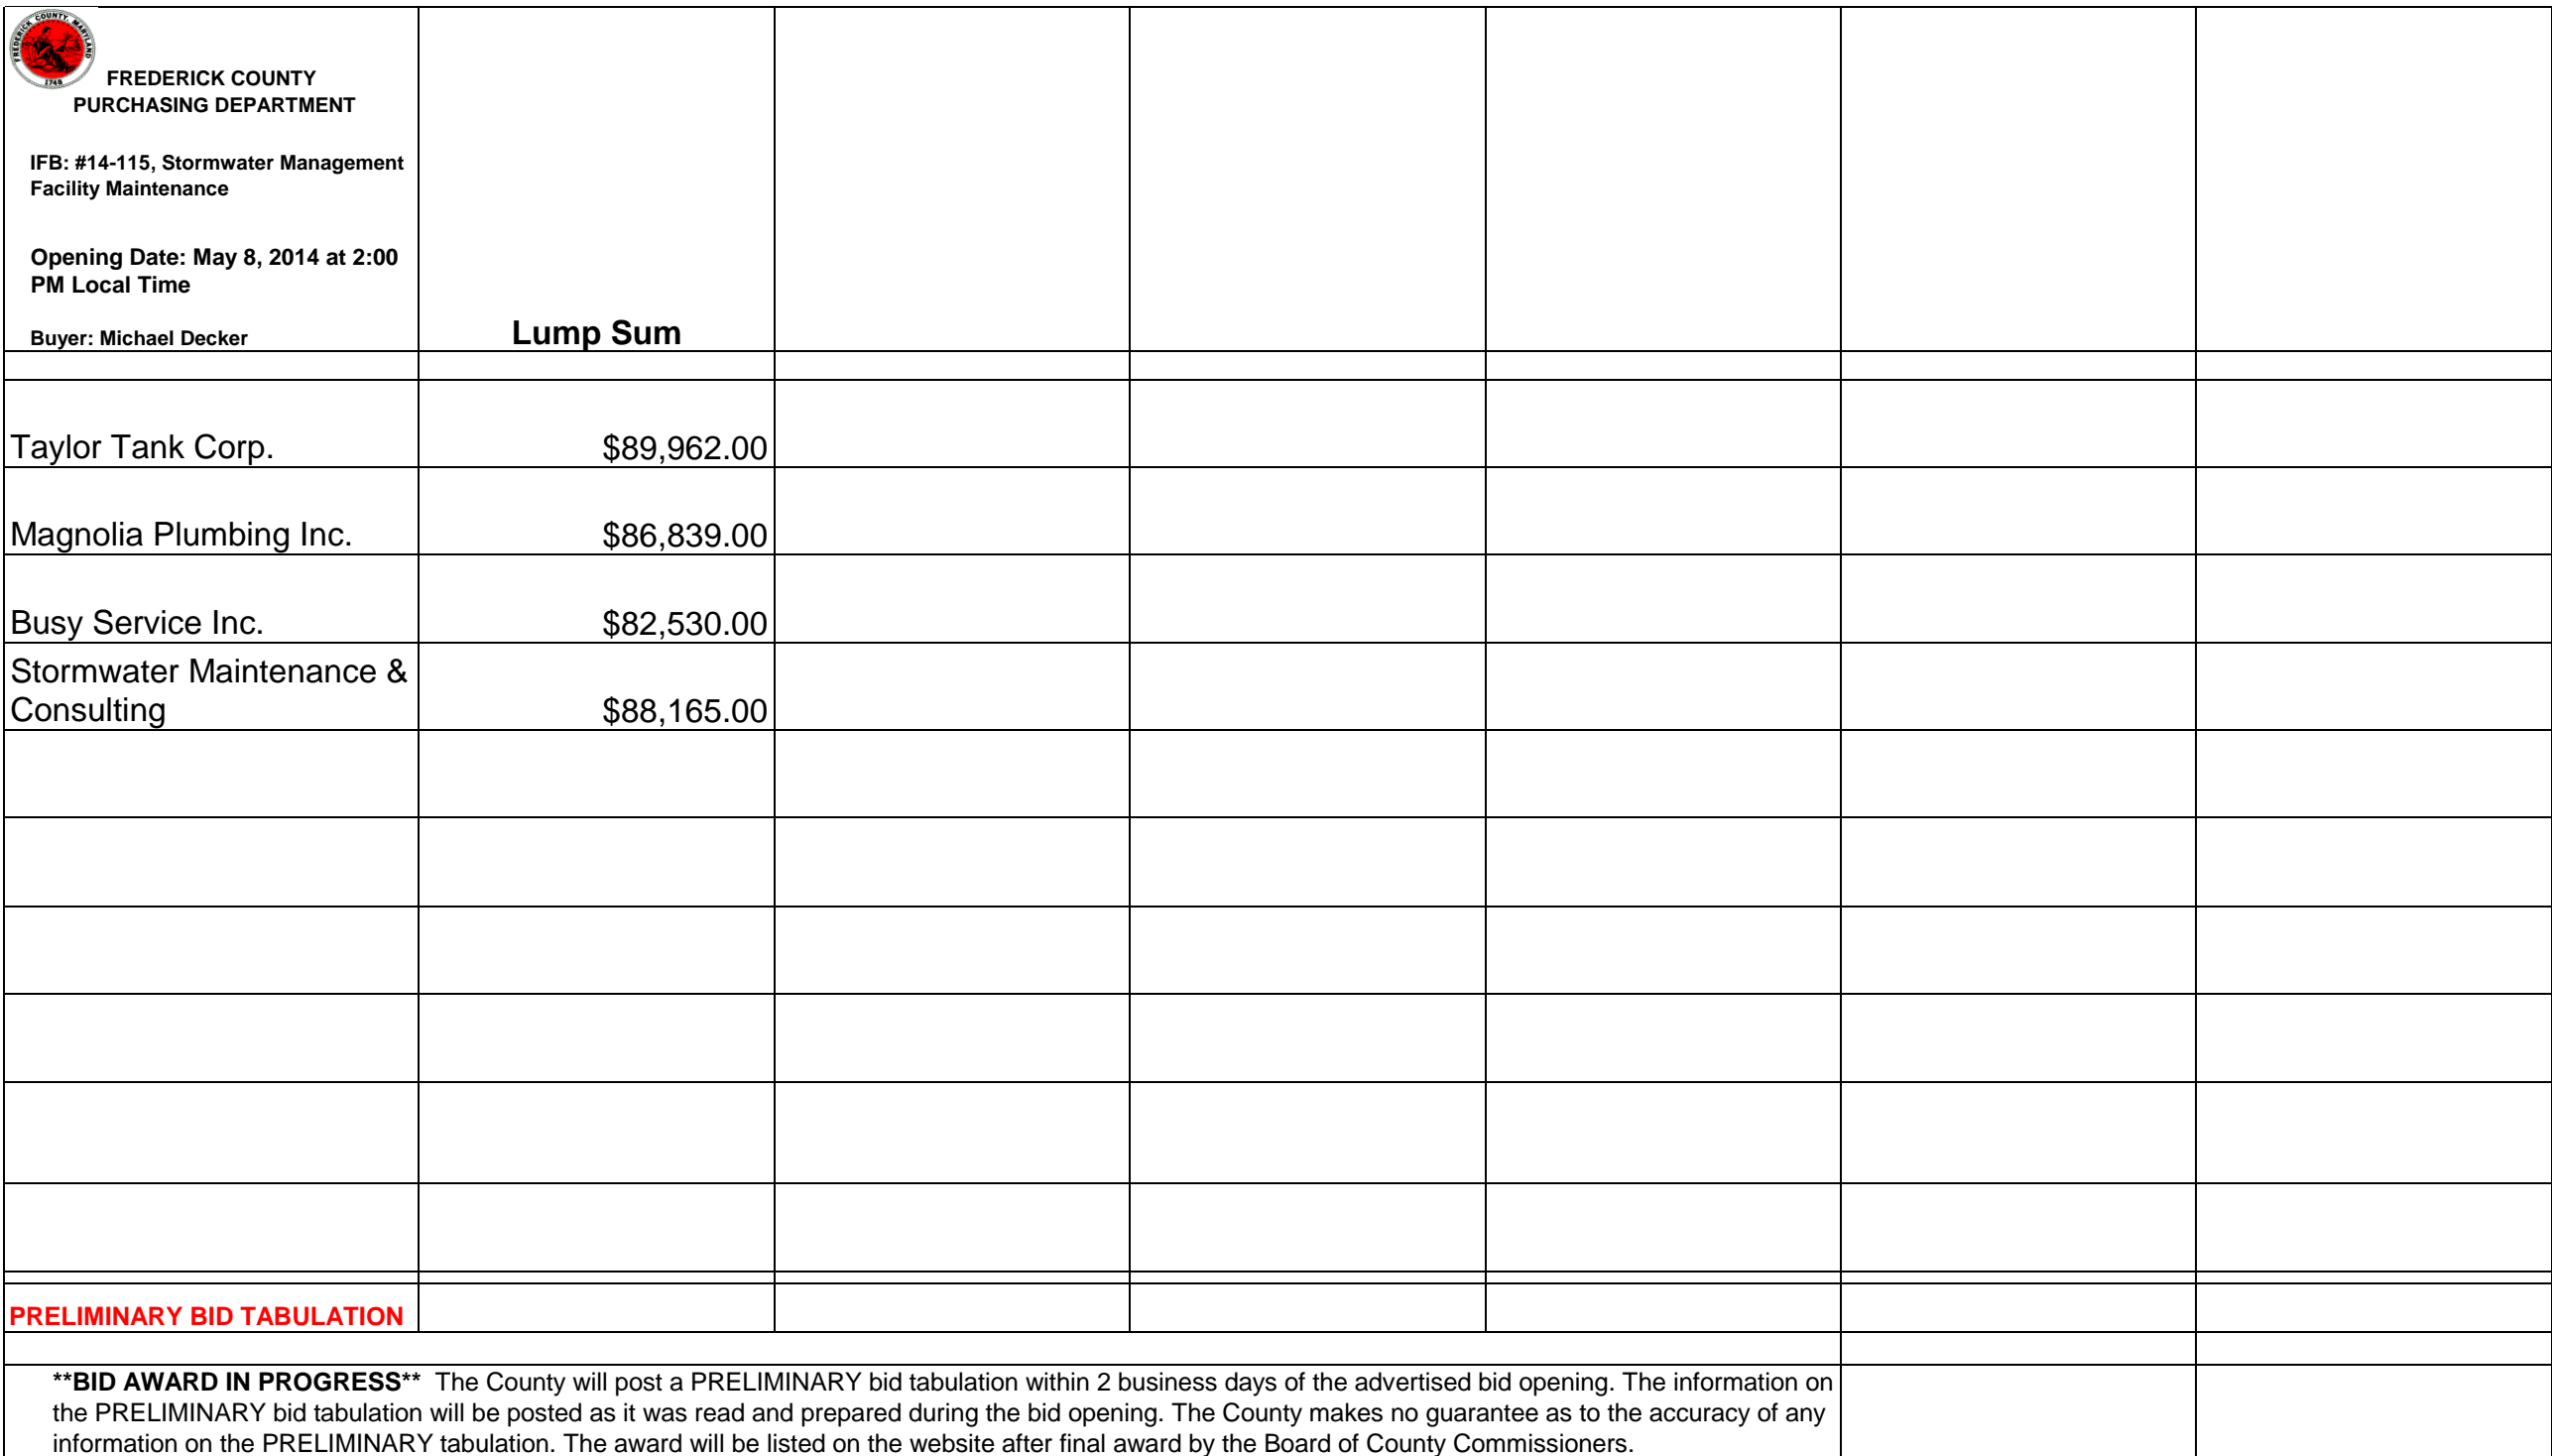 FREDERICK COUNTY, MARYLAND
1748
FREDERICK COUNTY
PURCHASING DEPARTMENT
IFB: #14-115, Stormwater Management
Facility Maintenance
Opening Date: May 8, 2014 at 2:00
PM Local Time
Buyer: Michael Decker
Lump Sum
Taylor Tank Corp. $89,962.00
Magnolia Plumbing Inc. $86,839.00
Busy Service Inc. $82,530.00
Stormwater Maintenance &
Consulting $88,165.00
PRELIMINARY BID TABULATION
**BID AWARD IN PROGRESS** The County will post a PRELIMINARY bid tabulation within 2 business days of the advertised bid opening. The information on
the PRELIMINARY bid tabulation will be posted as it was read and prepared during the bid opening. The County makes no guarantee as to the accuracy of any
information on the PRELIMINARY tabulation. The award will be listed on the website after final award by the Board of County Commissioners.